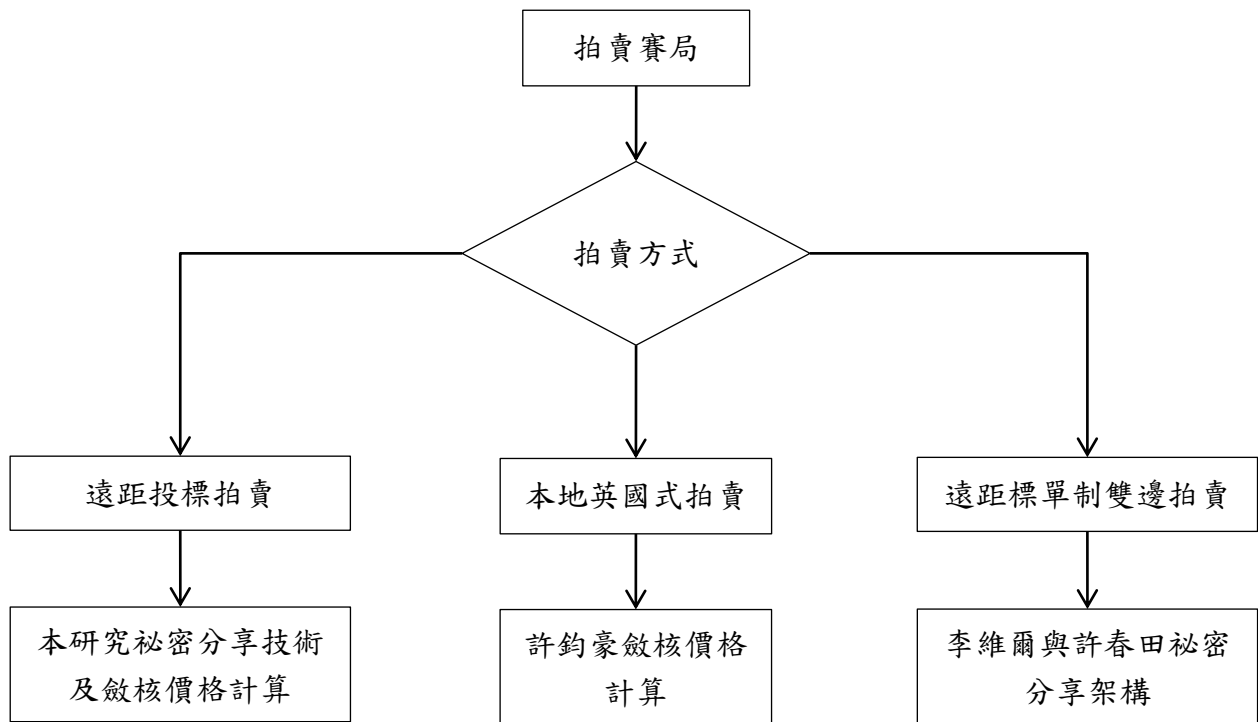 拍賣賽局
拍賣方式
遠距投標拍賣
本地英國式拍賣
遠距標單制雙邊拍賣
本研究祕密分享技術
及斂核價格計算
許鈞豪斂核價格
計算
李維爾與許春田祕密
分享架構